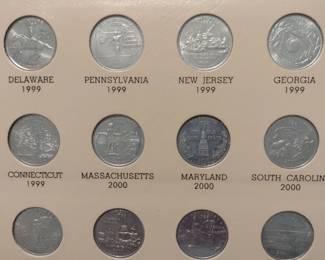 DELAWARE
1999
PENNSYLVANIA
1999
NEW JERSEY
1999
GEORGIA
1999
CONNECTICUT
1999
MASSACHUSETTS
2000
MARYLAND
2000
SOUTH CAROLIN
2000